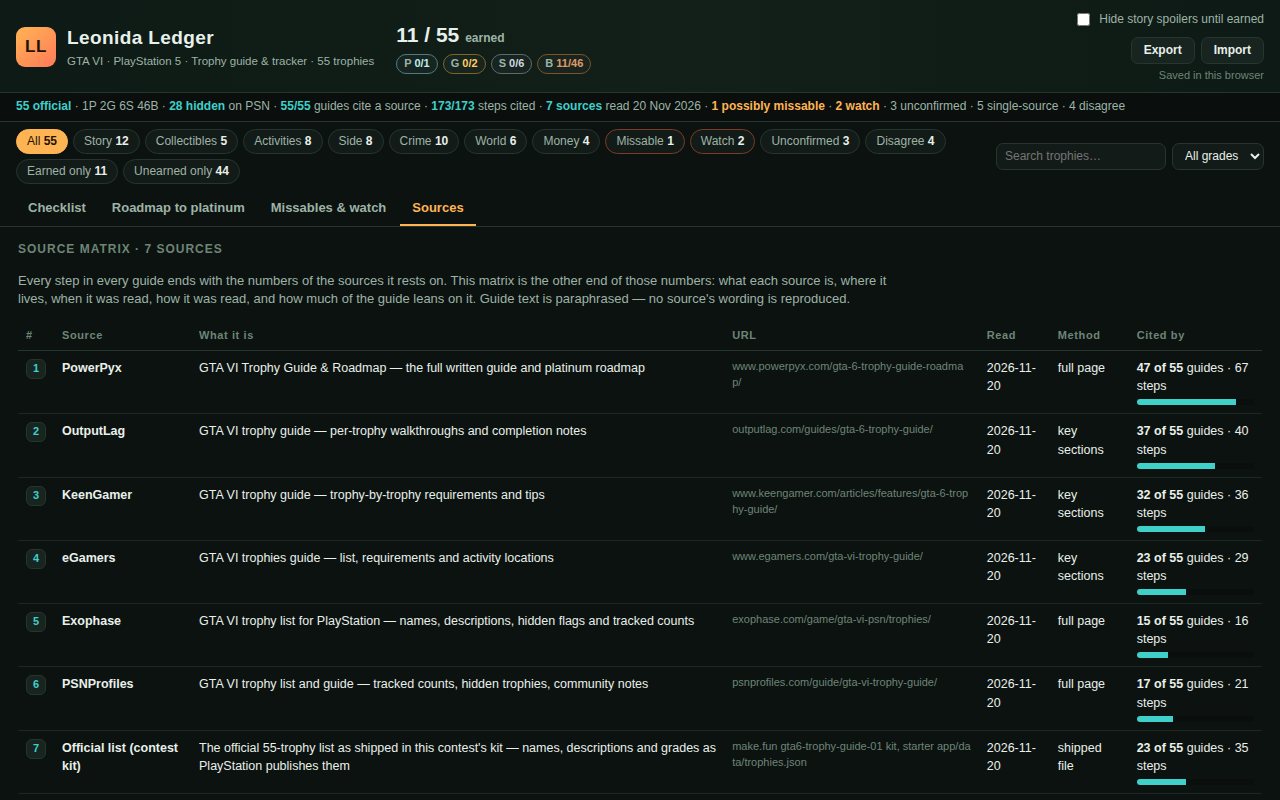 LL
Leonida Ledger
GTA VI · PlayStation 5 · Trophy guide & tracker · 55 trophies
11 / 55 earned
P 0/1 G 0/2 S 0/6 B 11/46
Hide story spoilers until earned
Export Import
Saved in this browser
55 official · 1P 2G 6S 46B · 28 hidden on PSN · 55/55 guides cite a source · 173/173 steps cited · 7 sources read 20 Nov 2026 · 1 possibly missable · 2 watch · 3 unconfirmed · 5 single-source · 4 disagree
All 55 Story 12 Collectibles 5 Activities 8 Side 8 Crime 10 World 6 Money 4 Missable 1 Watch 2 Unconfirmed 3 Disagree 4
Earned only 11 Unearned only 44
Search trophies… All grades
Checklist Roadmap to platinum Missables & watch Sources
SOURCE MATRIX · 7 SOURCES
Every step in every guide ends with the numbers of the sources it rests on. This matrix is the other end of those numbers: what each source is, where it
lives, when it was read, how it was read, and how much of the guide leans on it. Guide text is paraphrased — no source's wording is reproduced.
# Source What it is URL Read Method Cited by
1 PowerPyx GTA VI Trophy Guide & Roadmap — the full written guide and platinum roadmap www.powerpyx.com/gta-6-trophy-guide-roadma 2026-11- full page 47 of 55 guides · 67
p/ 20 steps
2 OutputLag GTA VI trophy guide — per-trophy walkthroughs and completion notes outputlag.com/guides/gta-6-trophy-guide/ 2026-11- key 37 of 55 guides · 40
20 sections steps
3 KeenGamer GTA VI trophy guide — trophy-by-trophy requirements and tips www.keengamer.com/articles/features/gta-6-trop 2026-11- key 32 of 55 guides · 36
hy-guide/ 20 sections steps
4 eGamers GTA VI trophies guide — list, requirements and activity locations www.egamers.com/gta-vi-trophy-guide/ 2026-11- key 23 of 55 guides · 29
20 sections steps
5 Exophase GTA VI trophy list for PlayStation — names, descriptions, hidden flags and tracked counts exophase.com/game/gta-vi-psn/trophies/ 2026-11- full page 15 of 55 guides · 16
20 steps
6 PSNProfiles GTA VI trophy list and guide — tracked counts, hidden trophies, community notes psnprofiles.com/guide/gta-vi-trophy-guide/ 2026-11- full page 17 of 55 guides · 21
20 steps
7 Official list (contest The official 55-trophy list as shipped in this contest's kit — names, descriptions and grades as make.fun gta6-trophy-guide-01 kit, starter app/da 2026-11- shipped 23 of 55 guides · 35
kit) PlayStation publishes them ta/trophies.json 20 file steps